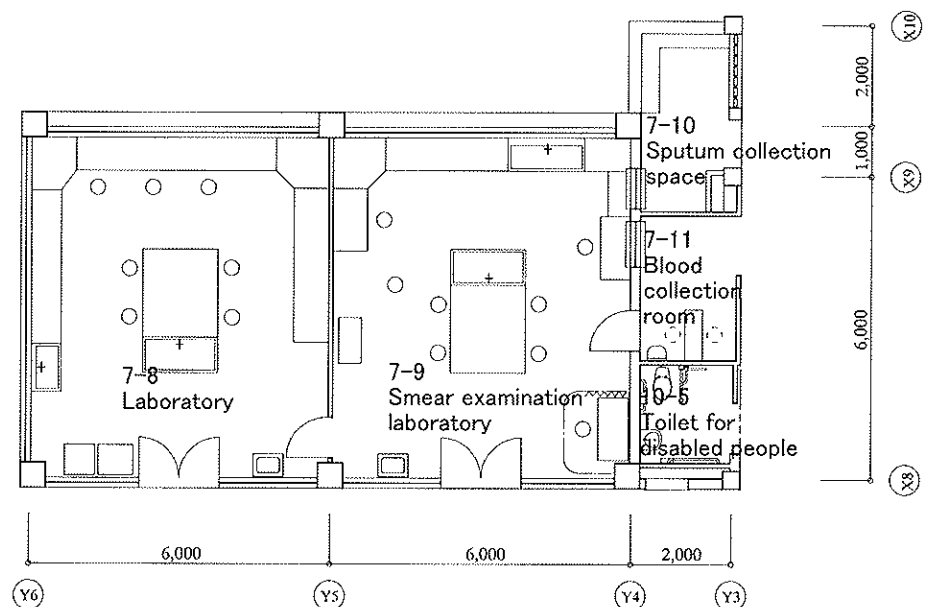 X10
2,000
7-10
Sputum collection
space
1,000
X9
7-11
Blood
collection
room
6,000
7-8
Laboratory
7-9
Smear examination
laboratory
10-5
Toilet for
disabled people
X8
6,000
6,000
2,000
Y6
Y5
Y4
Y3